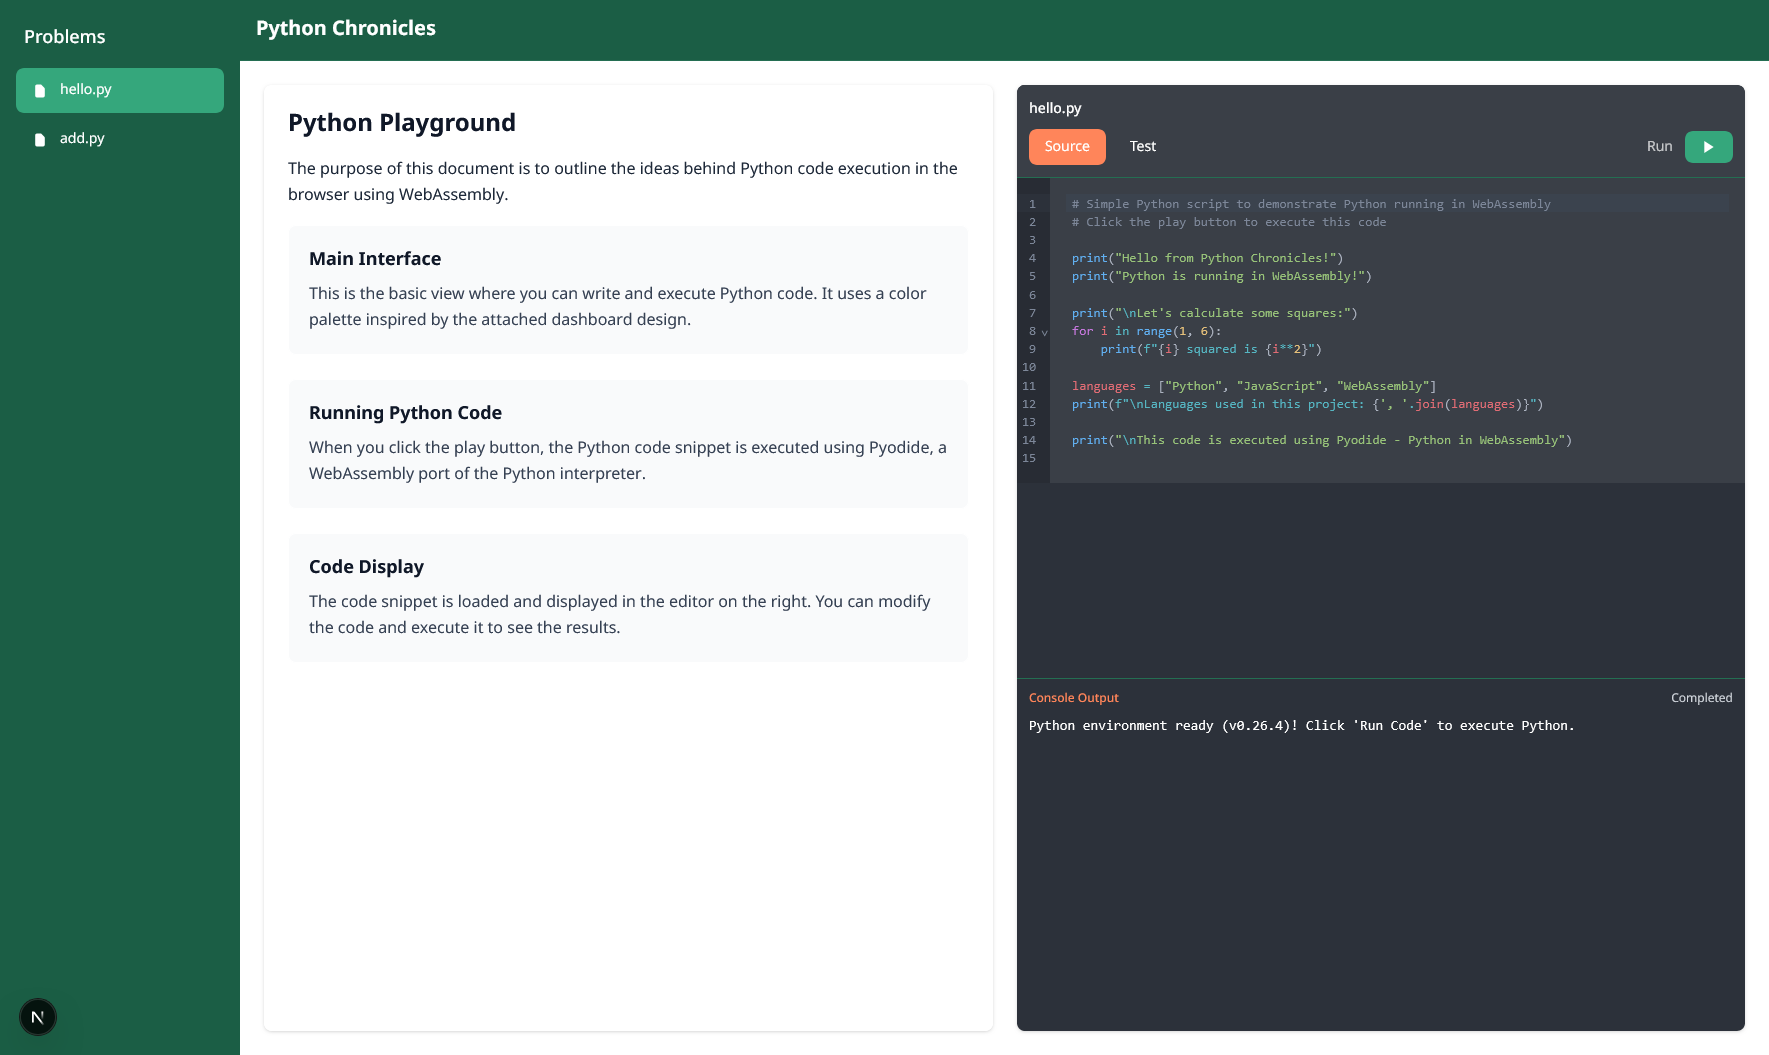 Problems
hello.py
add.py
Python Chronicles
Python Playground
The purpose of this document is to outline the ideas behind Python code execution in the
browser using WebAssembly.
Main Interface
This is the basic view where you can write and execute Python code. It uses a color
palette inspired by the attached dashboard design.
Running Python Code
When you click the play button, the Python code snippet is executed using Pyodide, a
WebAssembly port of the Python interpreter.
Code Display
The code snippet is loaded and displayed in the editor on the right. You can modify
the code and execute it to see the results.
hello.py
Source Test Run
1 # Simple Python script to demonstrate Python running in WebAssembly
2 # Click the play button to execute this code
3
4 print("Hello from Python Chronicles!")
5 print("Python is running in WebAssembly!")
6
7 print("\nLet's calculate some squares:")
8 for i in range(1, 6):
9     print(f"{i} squared is {i**2}")
10
11 languages = ["Python", "JavaScript", "WebAssembly"]
12 print(f"\nLanguages used in this project: {', '.join(languages)}")
13
14 print("\nThis code is executed using Pyodide - Python in WebAssembly")
15
Console Output Completed
Python environment ready (v0.26.4)! Click 'Run Code' to execute Python.
N